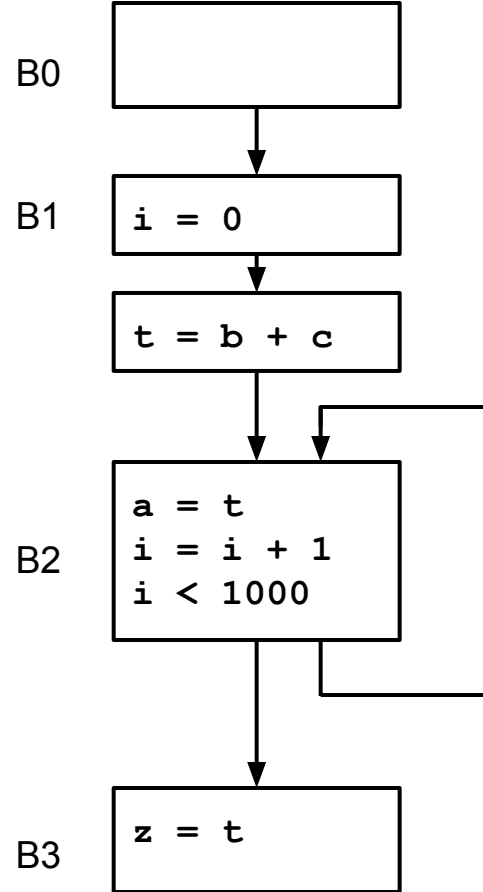 B0
B1
i = 0
t = b + c
B2
a = t
i = i + 1
i < 1000
B3
z = t